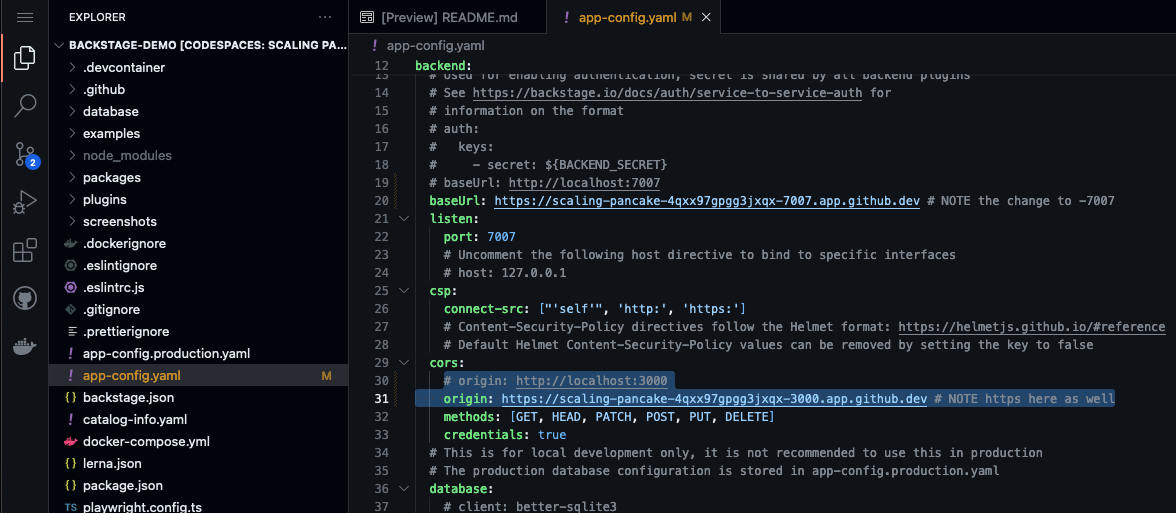 EXPLORER
[Preview] README.md
app-config.yaml M
BACKSTAGE-DEMO [CODESPACES: SCALING PA...
.devcontainer
.github
database
examples
node_modules
packages
plugins
screenshots
.dockerignore
.eslintignore
.eslintrc.js
.gitignore
.prettierignore
app-config.production.yaml
app-config.yaml M
backstage.json
catalog-info.yaml
docker-compose.yml
lerna.json
package.json
TS playwright.config.ts
2
app-config.yaml
12 backend:
13 # Used for enabling authentication, secret is shared by all backend plugins
14 # See https://backstage.io/docs/auth/service-to-service-auth for
15 # information on the format
16 # auth:
17 #   keys:
18 #     - secret: ${BACKEND_SECRET}
19 # baseUrl: http://localhost:7007
20 baseUrl: https://scaling-pancake-4qxx97gpgg3jxqx-7007.app.github.dev # NOTE the change to -7007
21 listen:
22 port: 7007
23 # Uncomment the following host directive to bind to specific interfaces
24 # host: 127.0.0.1
25 csp:
26 connect-src: ["'self'", 'http:', 'https:']
27 # Content-Security-Policy directives follow the Helmet format: https://helmetjs.github.io/#reference
28 # Default Helmet Content-Security-Policy values can be removed by setting the key to false
29 cors:
30 # origin: http://localhost:3000
31 origin: https://scaling-pancake-4qxx97gpgg3jxqx-3000.app.github.dev # NOTE https here as well
32 methods: [GET, HEAD, PATCH, POST, PUT, DELETE]
33 credentials: true
34 # This is for local development only, it is not recommended to use this in production
35 # The production database configuration is stored in app-config.production.yaml
36 database:
37 # client: better-sqlite3